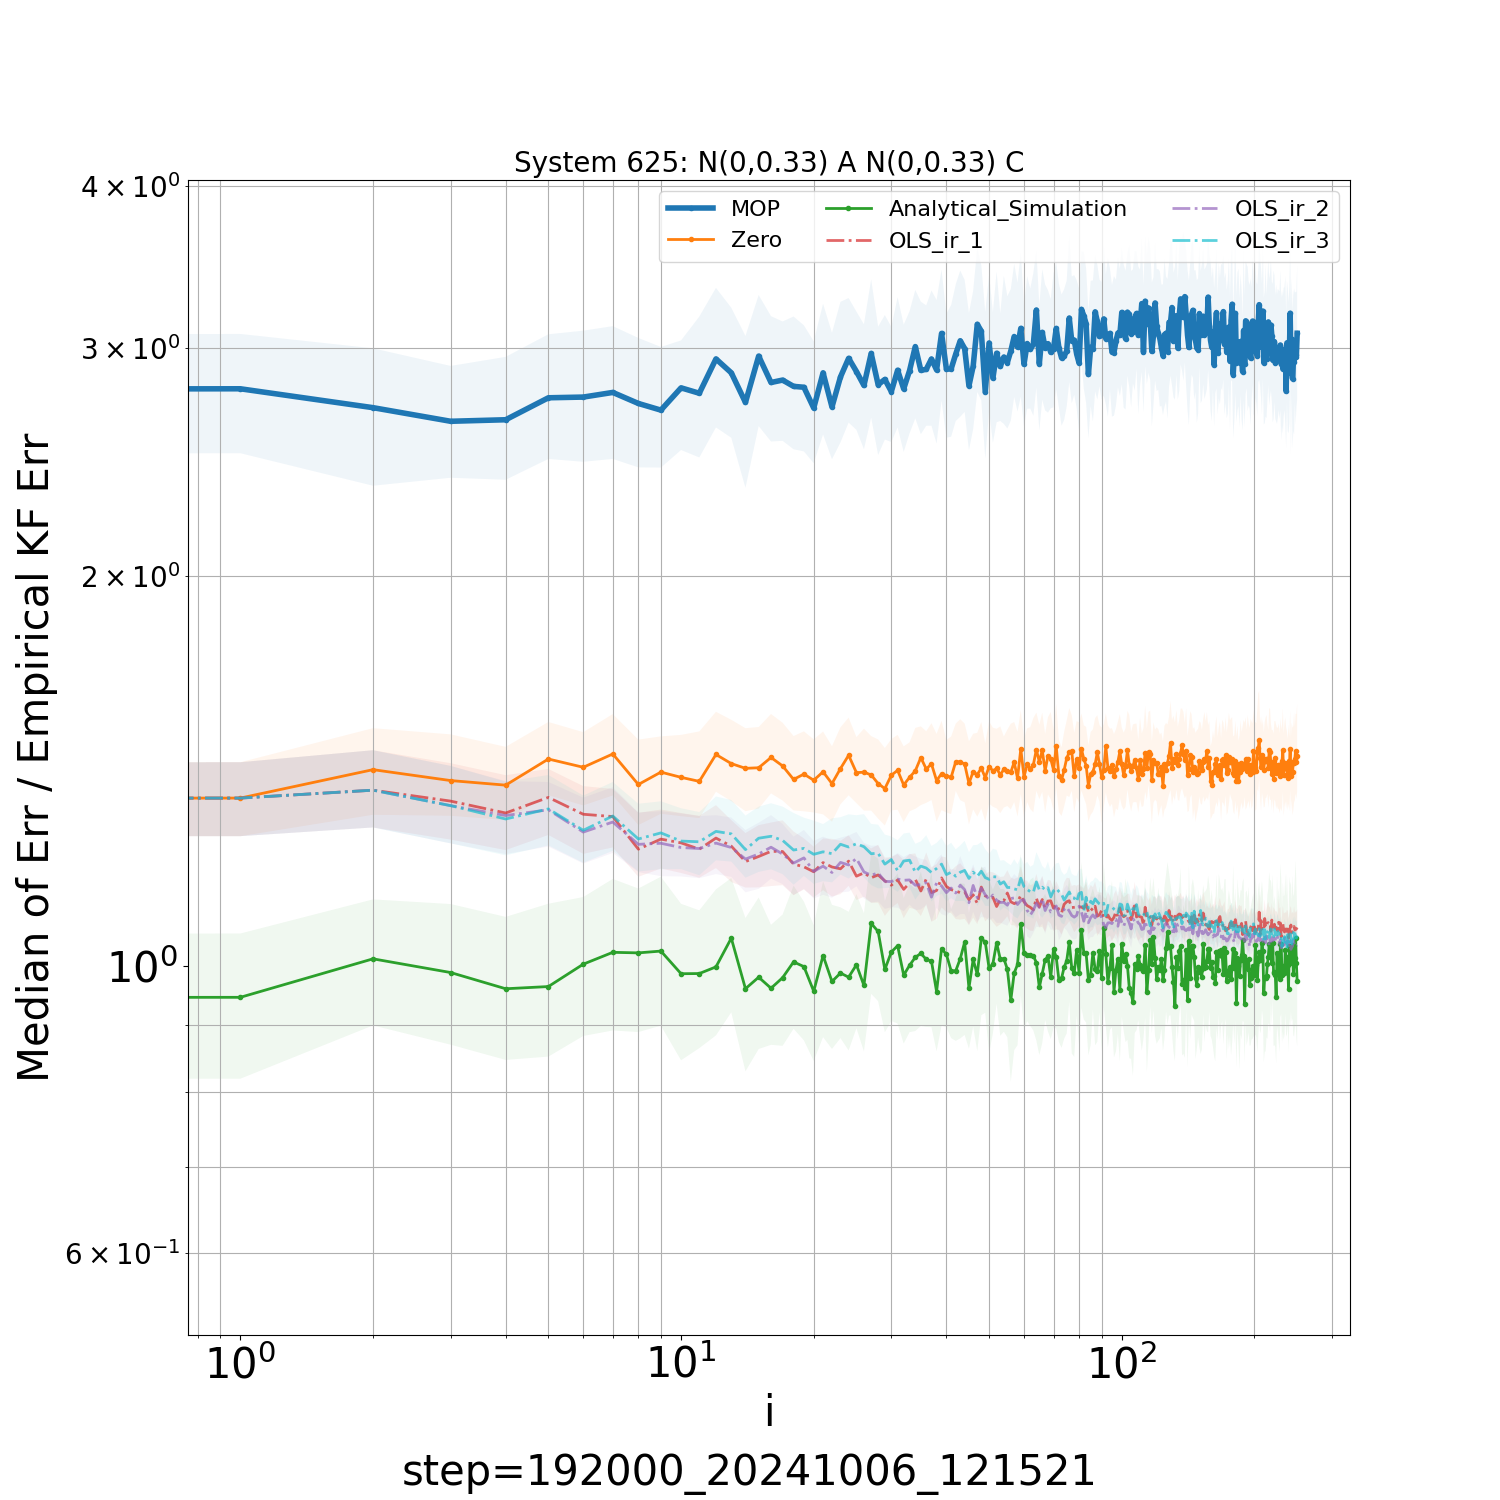 System 625: N(0,0.33) A N(0,0.33) C
MOP
Zero
Analytical_Simulation
OLS_ir_1
OLS_ir_2
OLS_ir_3
4 × 10⁰
3 × 10⁰
2 × 10⁰
10⁰
6 × 10⁻¹
Median of Err / Empirical KF Err
10⁰ 10¹ 10²
i
step=192000_20241006_121521